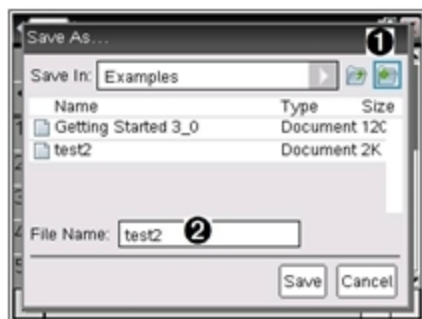 Save As...
1
Save In: Examples
Name Type Size
Getting Started 3_0 Document 12
test2 Document 2K
File Name: test2 2
Save Cancel